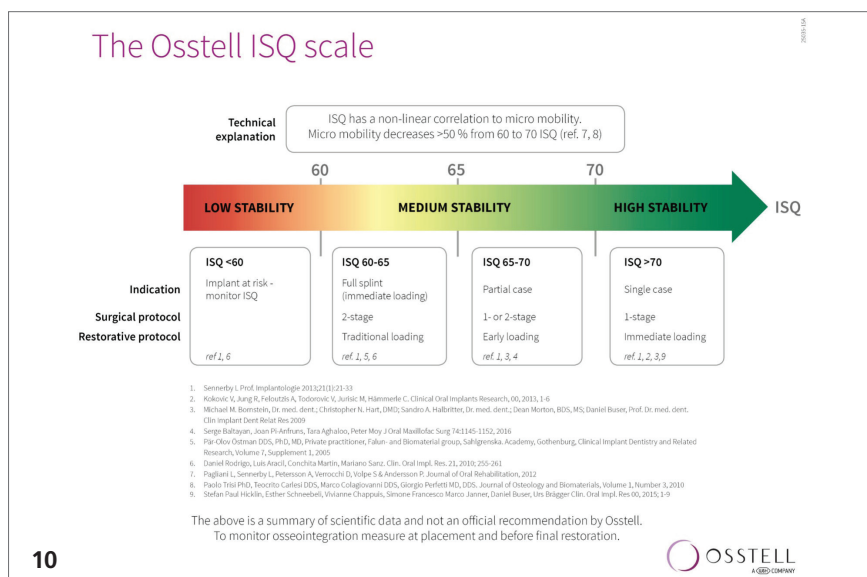 The Osstell ISQ scale
25035-15A
Technical
explanation
ISQ has a non-linear correlation to micro mobility.
Micro mobility decreases >50 % from 60 to 70 ISQ (ref. 7, 8)
60 65 70
LOW STABILITY MEDIUM STABILITY HIGH STABILITY ISQ
ISQ <60 ISQ 60-65 ISQ 65-70 ISQ >70
Indication
Implant at risk -
monitor ISQ
Full splint
(immediate loading)
Partial case
Single case
Surgical protocol 2-stage 1- or 2-stage 1-stage
Restorative protocol Traditional loading Early loading Immediate loading
ref 1, 6 ref. 1, 5, 6 ref. 1, 3, 4 ref. 1, 2, 3,9
1. Sennerby L Prof. Implantologie 2013;21(1):21-33
2. Kokovic V, Jung R, Feloutzis A, Todorovic V, Jurisic M, Hämmerle C. Clinical Oral Implants Research, 00, 2013, 1-6
3. Michael M. Bornstein, Dr. med. dent.; Christopher N. Hart, DMD; Sandro A. Halbritter, Dr. med. dent.; Dean Morton, BDS, MS; Daniel Buser, Prof. Dr. med. dent.
Clin Implant Dent Relat Res 2009
4. Serge Baltayan, Joan Pi-Anfruns, Tara Aghaloo, Peter Moy J Oral Maxillofac Surg 74:1145-1152, 2016
5. Pär-Olov Östman DDS, PhD, MD, Private practitioner, Falun- and Biomaterial group, Sahlgrenska. Academy, Gothenburg, Clinical Implant Dentistry and Related
Research, Volume 7, Supplement 1, 2005
6. Daniel Rodrigo, Luis Aracil, Conchita Martin, Mariano Sanz. Clin. Oral Impl. Res. 21, 2010; 255-261
7. Pagliani L, Sennerby L, Petersson A, Verrocchi D, Volpe S & Andersson P. Journal of Oral Rehabilitation, 2012
8. Paolo Trisi PhD, Teocrito Carlesi DDS, Marco Colagiovanni DDS, Giorgio Perfetti MD, DDS. Journal of Osteology and Biomaterials, Volume 1, Number 3, 2010
9. Stefan Paul Hicklin, Esther Schneebeli, Vivianne Chappuis, Simone Francesco Marco Janner, Daniel Buser, Urs Brägger Clin. Oral Impl. Res 00, 2015; 1-9
The above is a summary of scientific data and not an official recommendation by Osstell.
To monitor osseointegration measure at placement and before final restoration.
10
OSSTELL
A W&H COMPANY